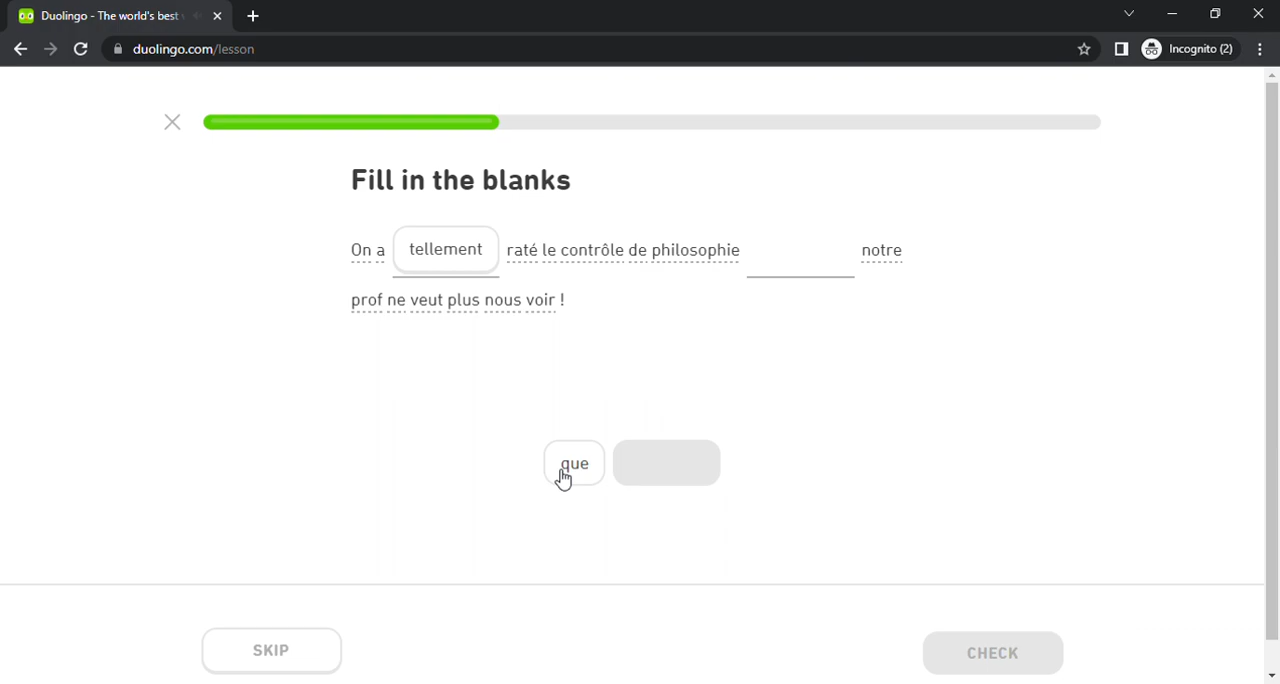 Duolingo - The world's best
duolingo.com/lesson
Incognito (2)
Fill in the blanks
On a tellement raté le contrôle de philosophie notre
prof ne veut plus nous voir !
que
SKIP
CHECK